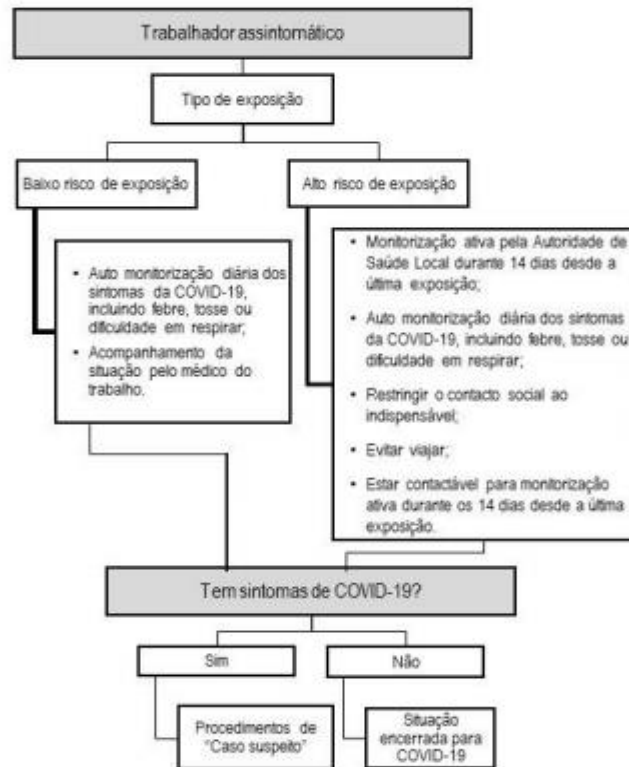 Trabalhador assintomático
Tipo de exposição
Baixo risco de exposição
Alto risco de exposição
• Auto monitorização diária dos
sintomas da COVID-19,
incluindo febre, tosse ou
dificuldade em respirar;
• Acompanhamento da
situação pelo médico do
trabalho.
• Monitorização ativa pela Autoridade de
Saúde Local durante 14 dias desde a
última exposição;
• Auto monitorização diária dos sintomas
da COVID-19, incluindo febre, tosse ou
dificuldade em respirar;
• Restringir o contacto social ao
indispensável;
• Evitar viajar;
• Estar contactável para monitorização
ativa durante os 14 dias desde a última
exposição.
Tem sintomas de COVID-19?
Sim
Não
Procedimentos de
“Caso suspeito”
Situação
encerrada para
COVID-19